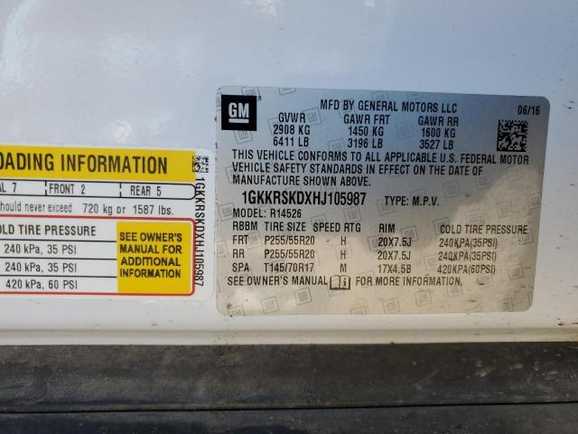 LOADING INFORMATION
AL 7 FRONT 2 REAR 5
hould never exceed 720 kg or 1587 lbs.
COLD TIRE PRESSURE
240 kPa, 35 PSI
240 kPa, 35 PSI
420 kPa, 60 PSI
SEE OWNER'S
MANUAL FOR
ADDITIONAL
INFORMATION
1GKKRSKDXHJ105987
GM
MFD BY GENERAL MOTORS LLC 06/16
GVWR GAWR FRT GAWR RR
2908 KG 1450 KG 1600 KG
6411 LB 3196 LB 3527 LB
THIS VEHICLE CONFORMS TO ALL APPLICABLE U.S. FEDERAL MOTOR
VEHICLE SAFETY STANDARDS IN EFFECT ON THE DATE OF
MANUFACTURE SHOWN ABOVE.
1GKKRSKDXHJ105987 TYPE: M.P.V.
MODEL: R14526
RBBM TIRE SIZE SPEED RTG RIM COLD TIRE PRESSURE
FRT P255/55R20 H 20X7.5J 240KPA(35PSI)
RR P255/55R20 H 20X7.5J 240KPA(35PSI)
SPA T145/70R17 M 17X4.5B 420KPA(60PSI)
SEE OWNER'S MANUAL FOR MORE INFORMATION.